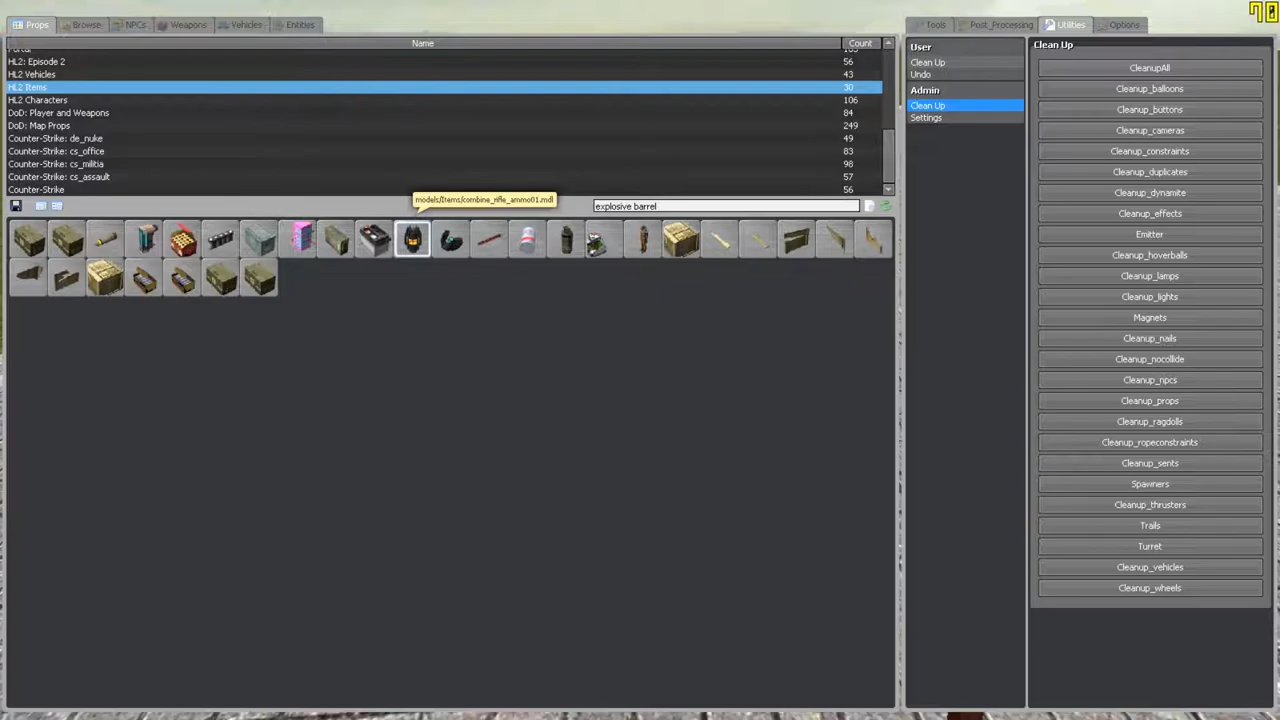 70
Props Browse NPCs Weapons Vehicles Entities
Tools Post_Processing Utilities Options
Name Count
Portal 103
HL2: Episode 2 56
HL2 Vehicles 43
HL2 Items 30
HL2 Characters 106
DoD: Player and Weapons 84
DoD: Map Props 249
Counter-Strike: de_nuke 49
Counter-Strike: cs_office 83
Counter-Strike: cs_militia 98
Counter-Strike: cs_assault 57
Counter-Strike 56
models/Items/combine_rifle_ammo01.mdl
explosive barrel
User
Clean Up
Undo
Admin
Clean Up
Settings
Clean Up
CleanupAll
Cleanup_balloons
Cleanup_buttons
Cleanup_cameras
Cleanup_constraints
Cleanup_duplicates
Cleanup_dynamite
Cleanup_effects
Emitter
Cleanup_hoverballs
Cleanup_lamps
Cleanup_lights
Magnets
Cleanup_nails
Cleanup_nocollide
Cleanup_npcs
Cleanup_props
Cleanup_ragdolls
Cleanup_ropeconstraints
Cleanup_sents
Spawners
Cleanup_thrusters
Trails
Turret
Cleanup_vehicles
Cleanup_wheels